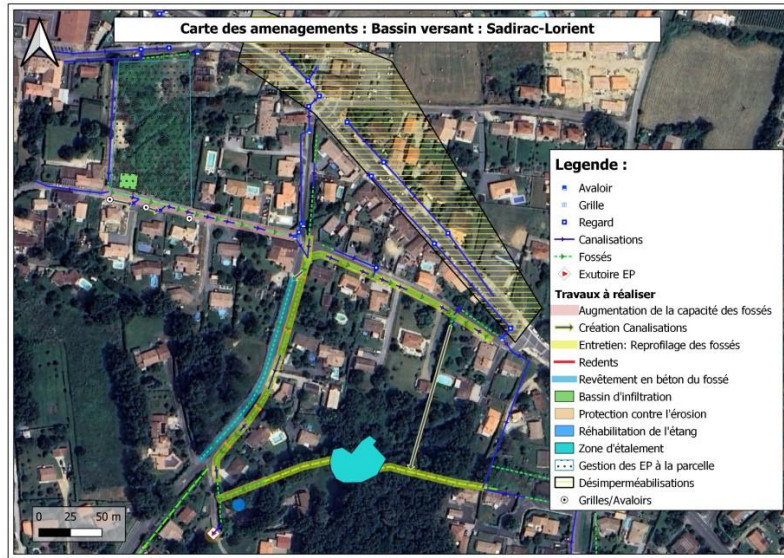 Carte des amenagements : Bassin versant : Sadirac-Lorient
Legende :
Avaloir
Grille
Regard
Canalisations
Fossés
Exutoire EP
Travaux à réaliser
Augmentation de la capacité des fossés
Création Canalisations
Entretien: Reprofilage des fossés
Redents
Revêtement en béton du fossé
Bassin d'infiltration
Protection contre l'érosion
Réhabilitation de l'étang
Zone d'étalement
Gestion des EP à la parcelle
Désimperméabilisations
Grilles/Avaloirs
0 25 50 m